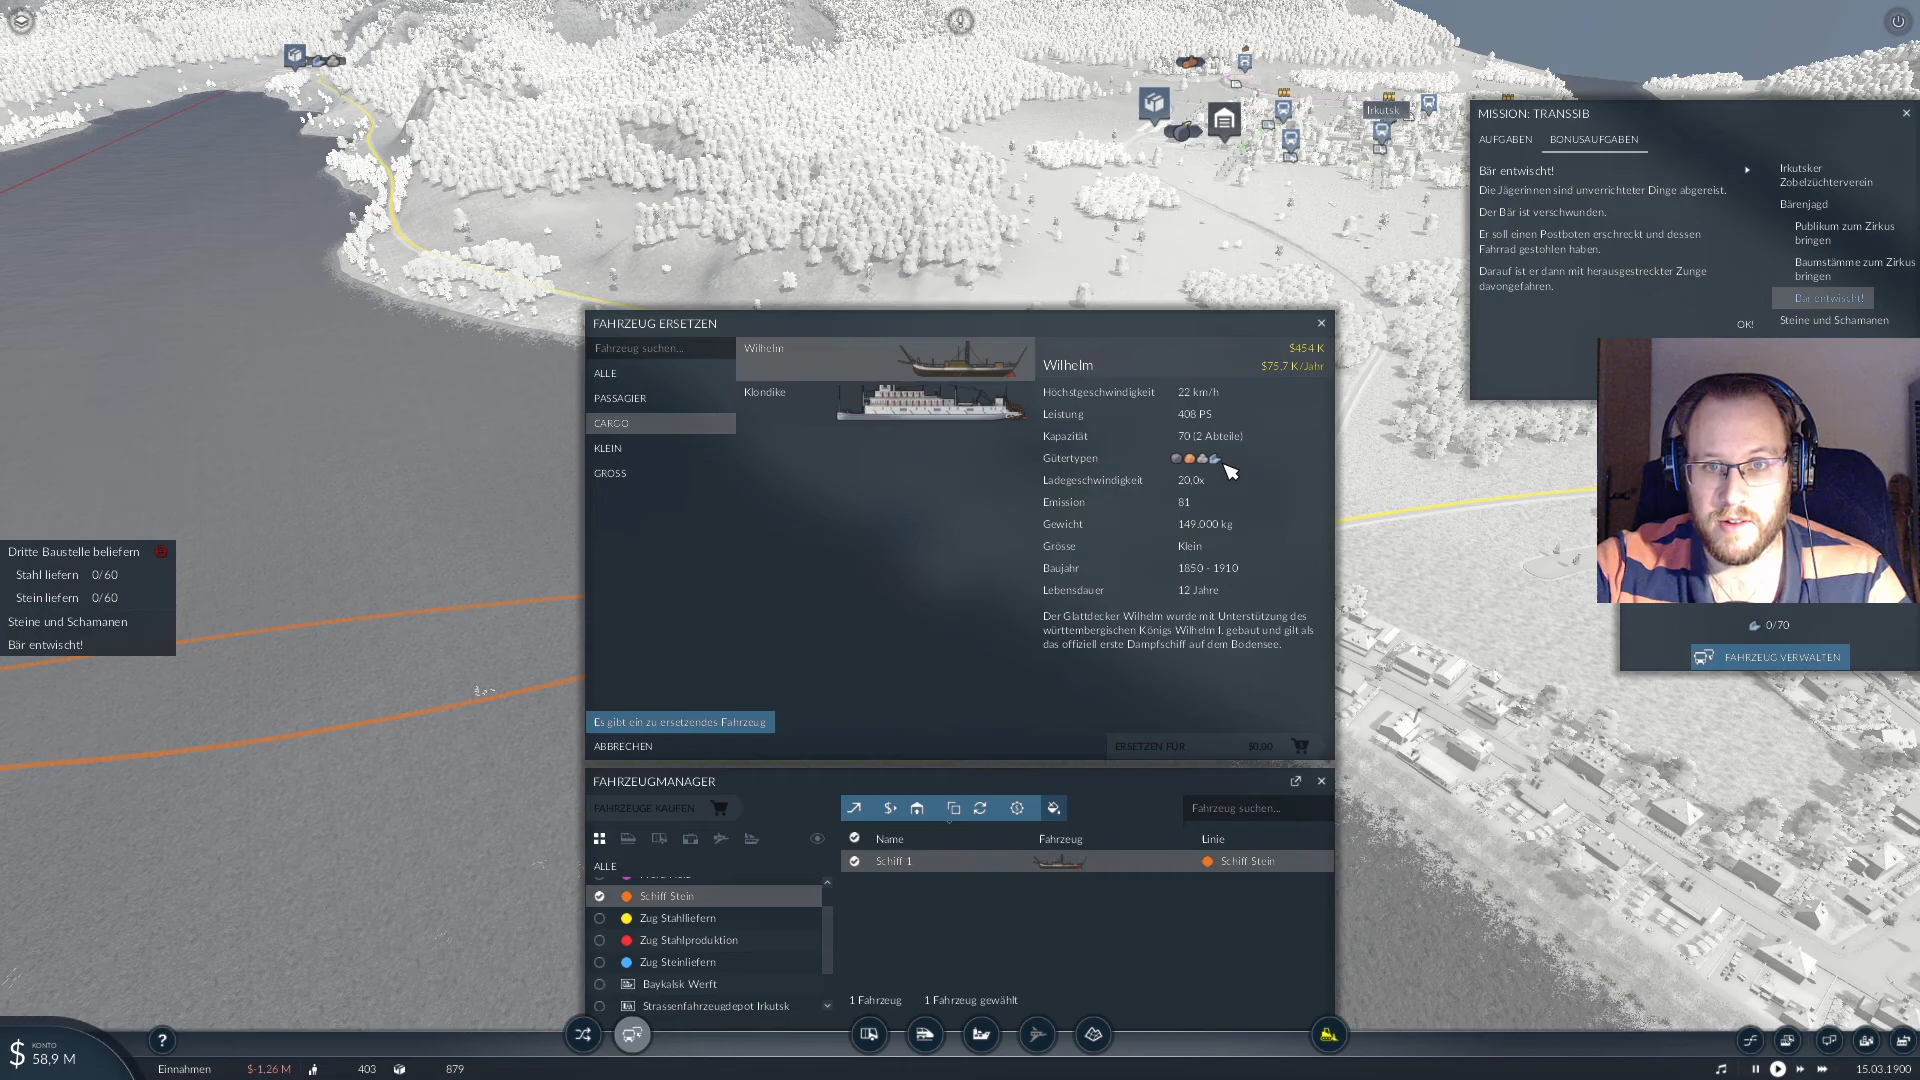 Irkutsk
MISSION: TRANSSIB
AUFGABEN
BONUSAUFGABEN
Bär entwischt!
Die Jägerinnen sind unverrichteter Dinge abgereist.
Der Bär ist verschwunden.
Er soll einen Postboten erschreckt und dessen
Fahrrad gestohlen haben.
Darauf ist er dann mit herausgestreckter Zunge
davongefahren.
OK!
Irkutsker
Zobelzüchterverein
Bärenjagd
Publikum zum Zirkus
bringen
Baumstämme zum Zirkus
bringen
Bär entwischt!
Steine und Schamanen
FAHRZEUG ERSETZEN
Fahrzeug suchen...
ALLE
PASSAGIER
CARGO
KLEIN
GROSS
Wilhelm
Klondike
$454 K
Wilhelm
$75,7 K/Jahr
Höchstgeschwindigkeit 22 km/h
Leistung 408 PS
Kapazität 70 (2 Abteile)
Gütertypen
Ladegeschwindigkeit 20,0x
Emission 81
Gewicht 149.000 kg
Grösse Klein
Baujahr 1850 - 1910
Lebensdauer 12 Jahre
Der Glattdecker Wilhelm wurde mit Unterstützung des
württembergischen Königs Wilhelm I. gebaut und gilt als
das offiziell erste Dampfschiff auf dem Bodensee.
Es gibt ein zu ersetzendes Fahrzeug
ABBRECHEN
ERSETZEN FÜR $0,00
Dritte Baustelle beliefern
Stahl liefern 0/60
Stein liefern 0/60
Steine und Schamanen
Bär entwischt!
0/70
FAHRZEUG VERWALTEN
FAHRZEUGMANAGER
FAHRZEUGE KAUFEN
Fahrzeug suchen...
Name Fahrzeug Linie
Schiff 1 Schiff Stein
ALLE
Schiff Stein
Zug Stahlliefern
Zug Stahlproduktion
Zug Steinliefern
Baykalsk Werft
Strassenfahrzeugdepot Irkutsk
1 Fahrzeug 1 Fahrzeug gewählt
KONTO
$ 58,9 M
?
Einnahmen $-1,26 M 403 879
15.03.1900